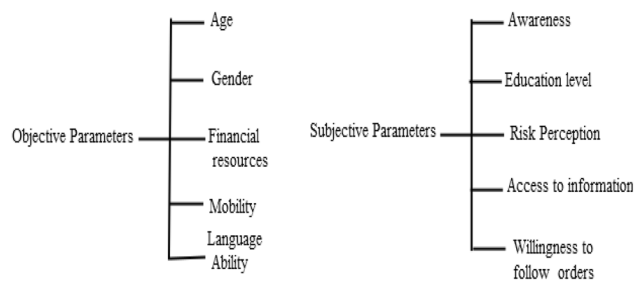 Objective Parameters
Age
Gender
Financial
resources
Mobility
Language
Ability
Subjective Parameters
Awareness
Education level
Risk Perception
Access to information
Willingness to
follow orders